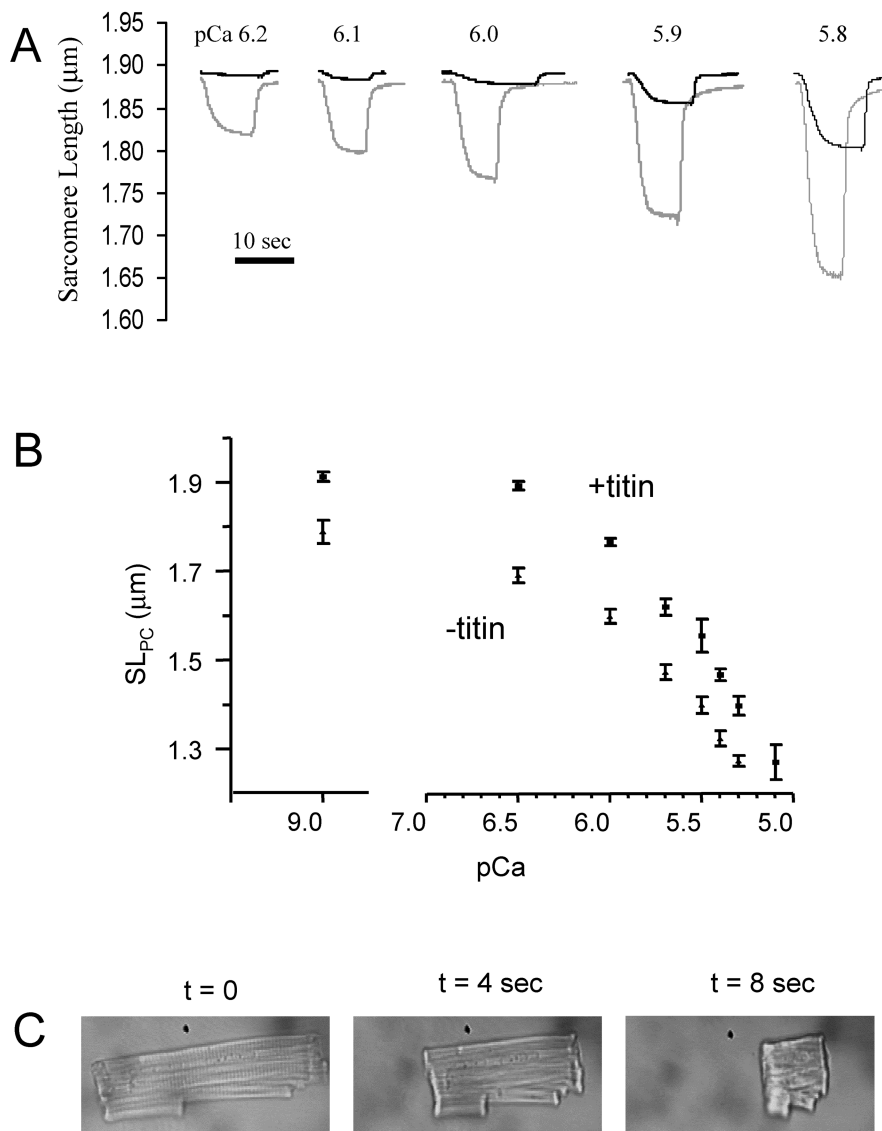 A
Sarcomere Length (μm)
1.95
1.90
1.85
1.80
1.75
1.70
1.65
1.60
pCa 6.2
6.1
6.0
5.9
5.8
10 sec
B
SLPC (μm)
1.9
1.7
1.5
1.3
+titin
-titin
9.0
7.0
6.5
6.0
5.5
5.0
pCa
C
t = 0
t = 4 sec
t = 8 sec